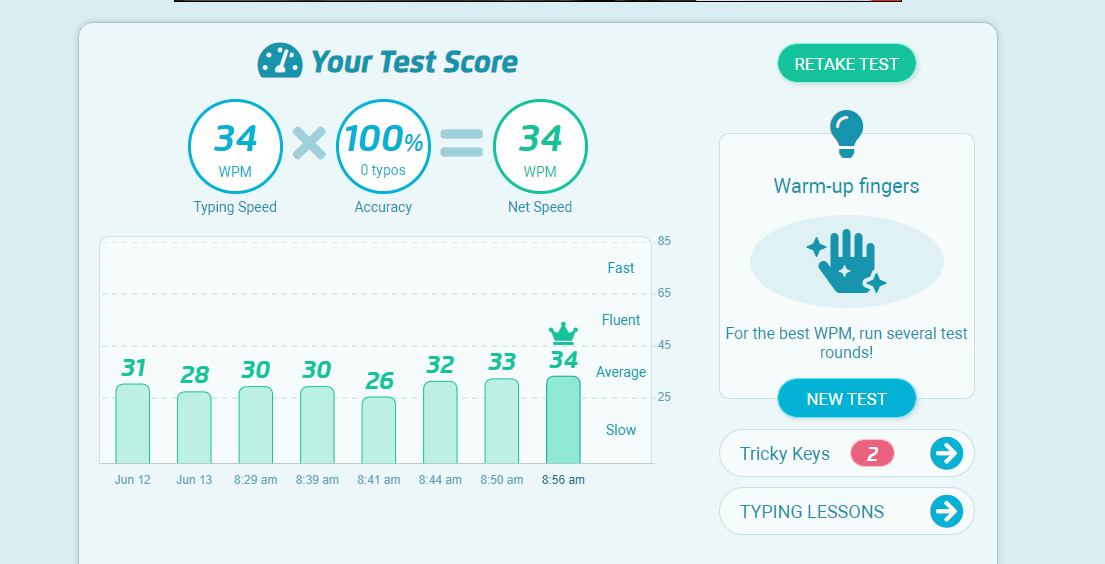 Your Test Score
RETAKE TEST
34
WPM
Typing Speed
100%
0 typos
Accuracy
34
WPM
Net Speed
85
Fast
65
Fluent
45
Average
25
Slow
31
28
30
30
26
32
33
34
Jun 12
Jun 13
8:29 am
8:39 am
8:41 am
8:44 am
8:50 am
8:56 am
Warm-up fingers
For the best WPM, run several test
rounds!
NEW TEST
Tricky Keys 2
TYPING LESSONS